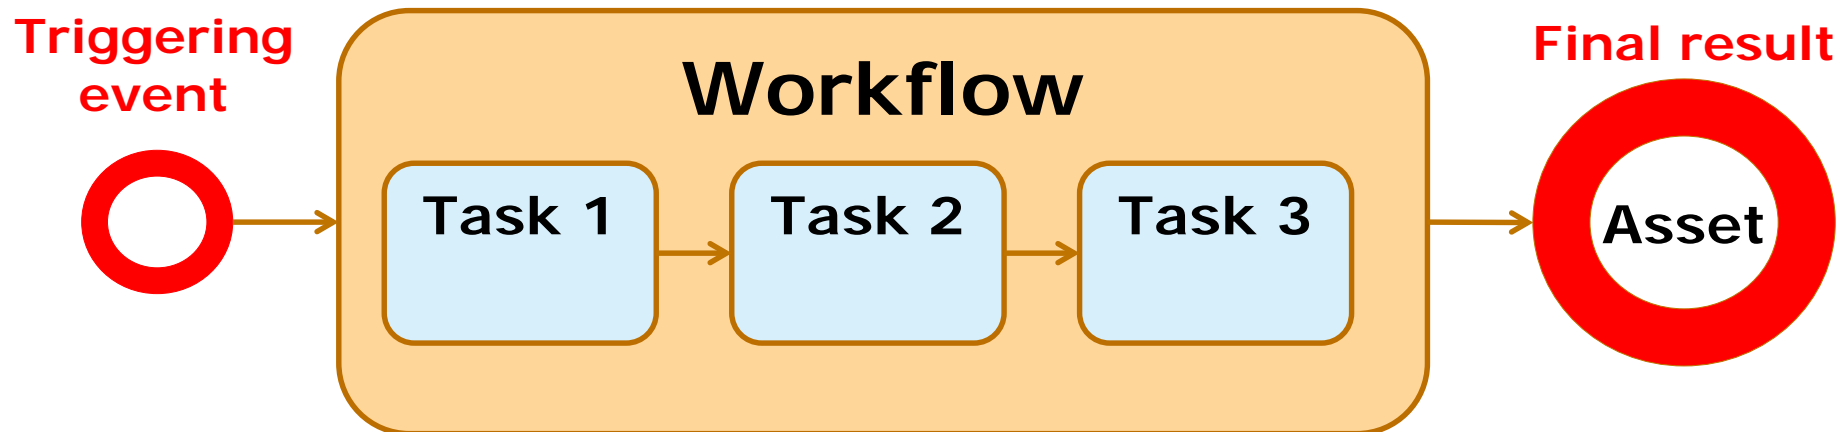 Triggering
event
Workflow
Task 1
Task 2
Task 3
Final result
Asset